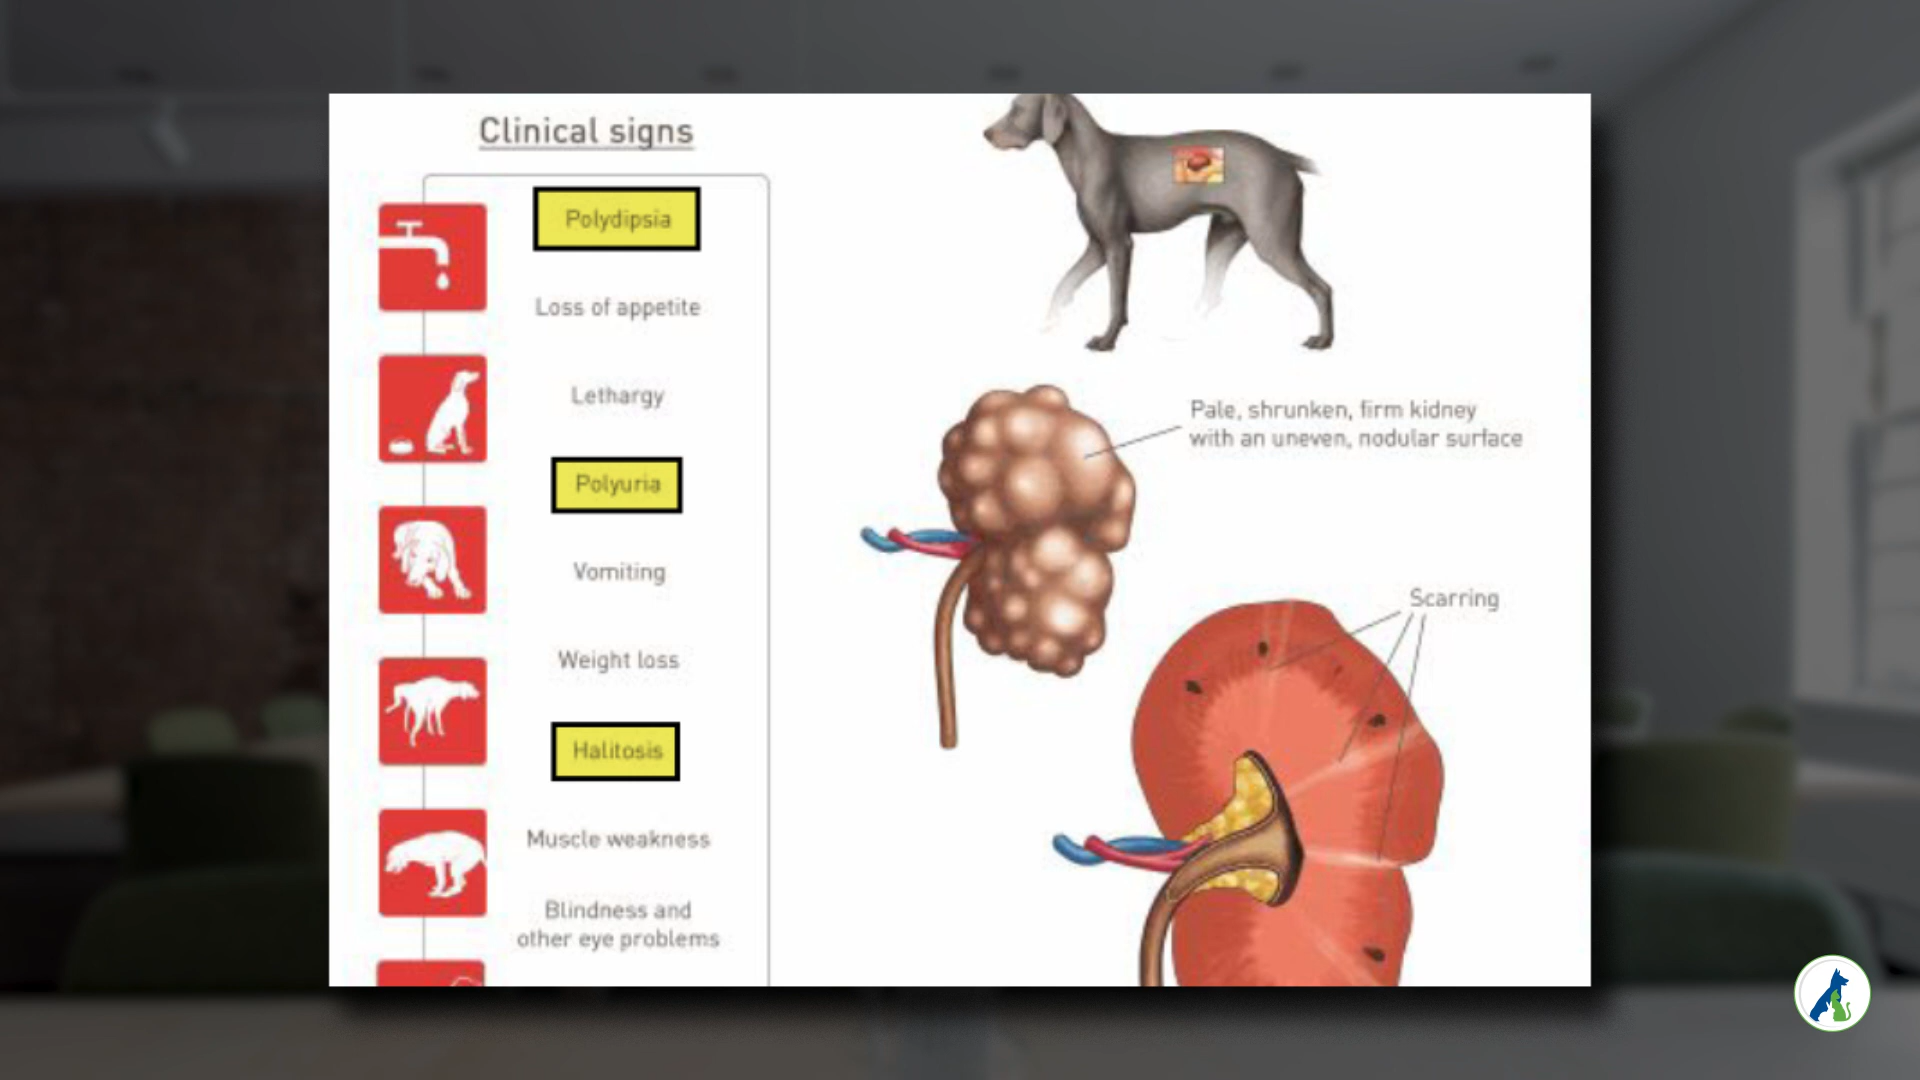 Clinical signs
Polydipsia
Loss of appetite
Lethargy
Polyuria
Vomiting
Weight loss
Halitosis
Muscle weakness
Blindness and
other eye problems
Pale, shrunken, firm kidney
with an uneven, nodular surface
Scarring